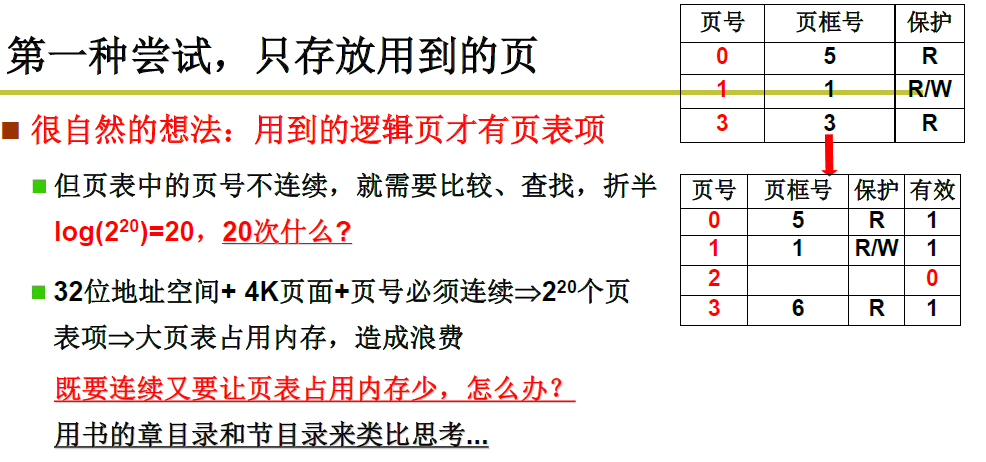 第一种尝试，只存放用到的页
很自然的想法：用到的逻辑页才有页表项
但页表中的页号不连续，就需要比较、查找，折半
log(2²⁰)=20，20次什么？
32位地址空间+ 4K页面+页号必须连续⇒2²⁰个页
表项⇒大页表占用内存，造成浪费
既要连续又要让页表占用内存少，怎么办？
用书的章目录和节目录来类比思考...
页号 页框号 保护
0 5 R
1 1 R/W
3 3 R
页号 页框号 保护 有效
0 5 R 1
1 1 R/W 1
2 0
3 6 R 1